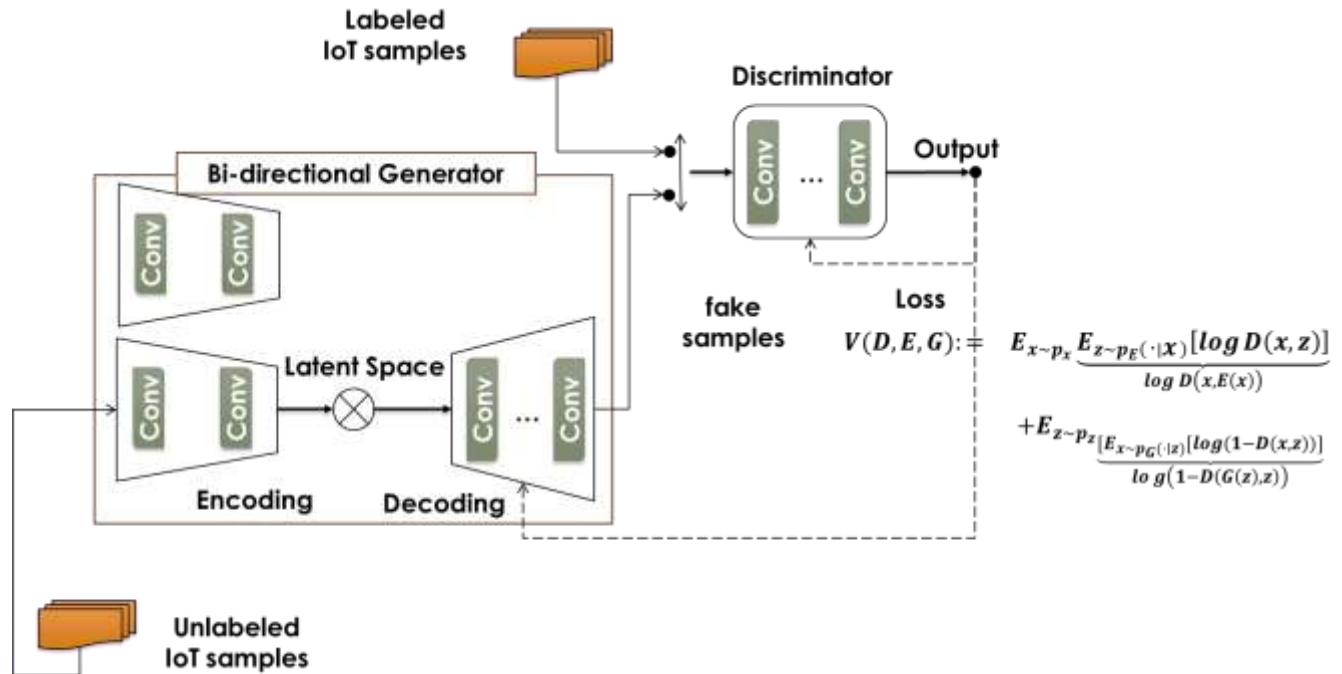 Labeled
IoT samples
Discriminator
Conv
...
Conv
Output
Bi-directional Generator
Conv
Conv
fake
samples
Loss
V(D, E, G): = E_{x~p_x} E_{z~p_E(·|x)}[log D(x, z)]
log D(x,E(x))
+E_{z~p_z} [E_{x~p_G(·|z)}[log(1−D(x,z))]
log(1−D(G(z),z))
Latent Space
Conv
Conv
Conv
...
Conv
Encoding
Decoding
Unlabeled
IoT samples